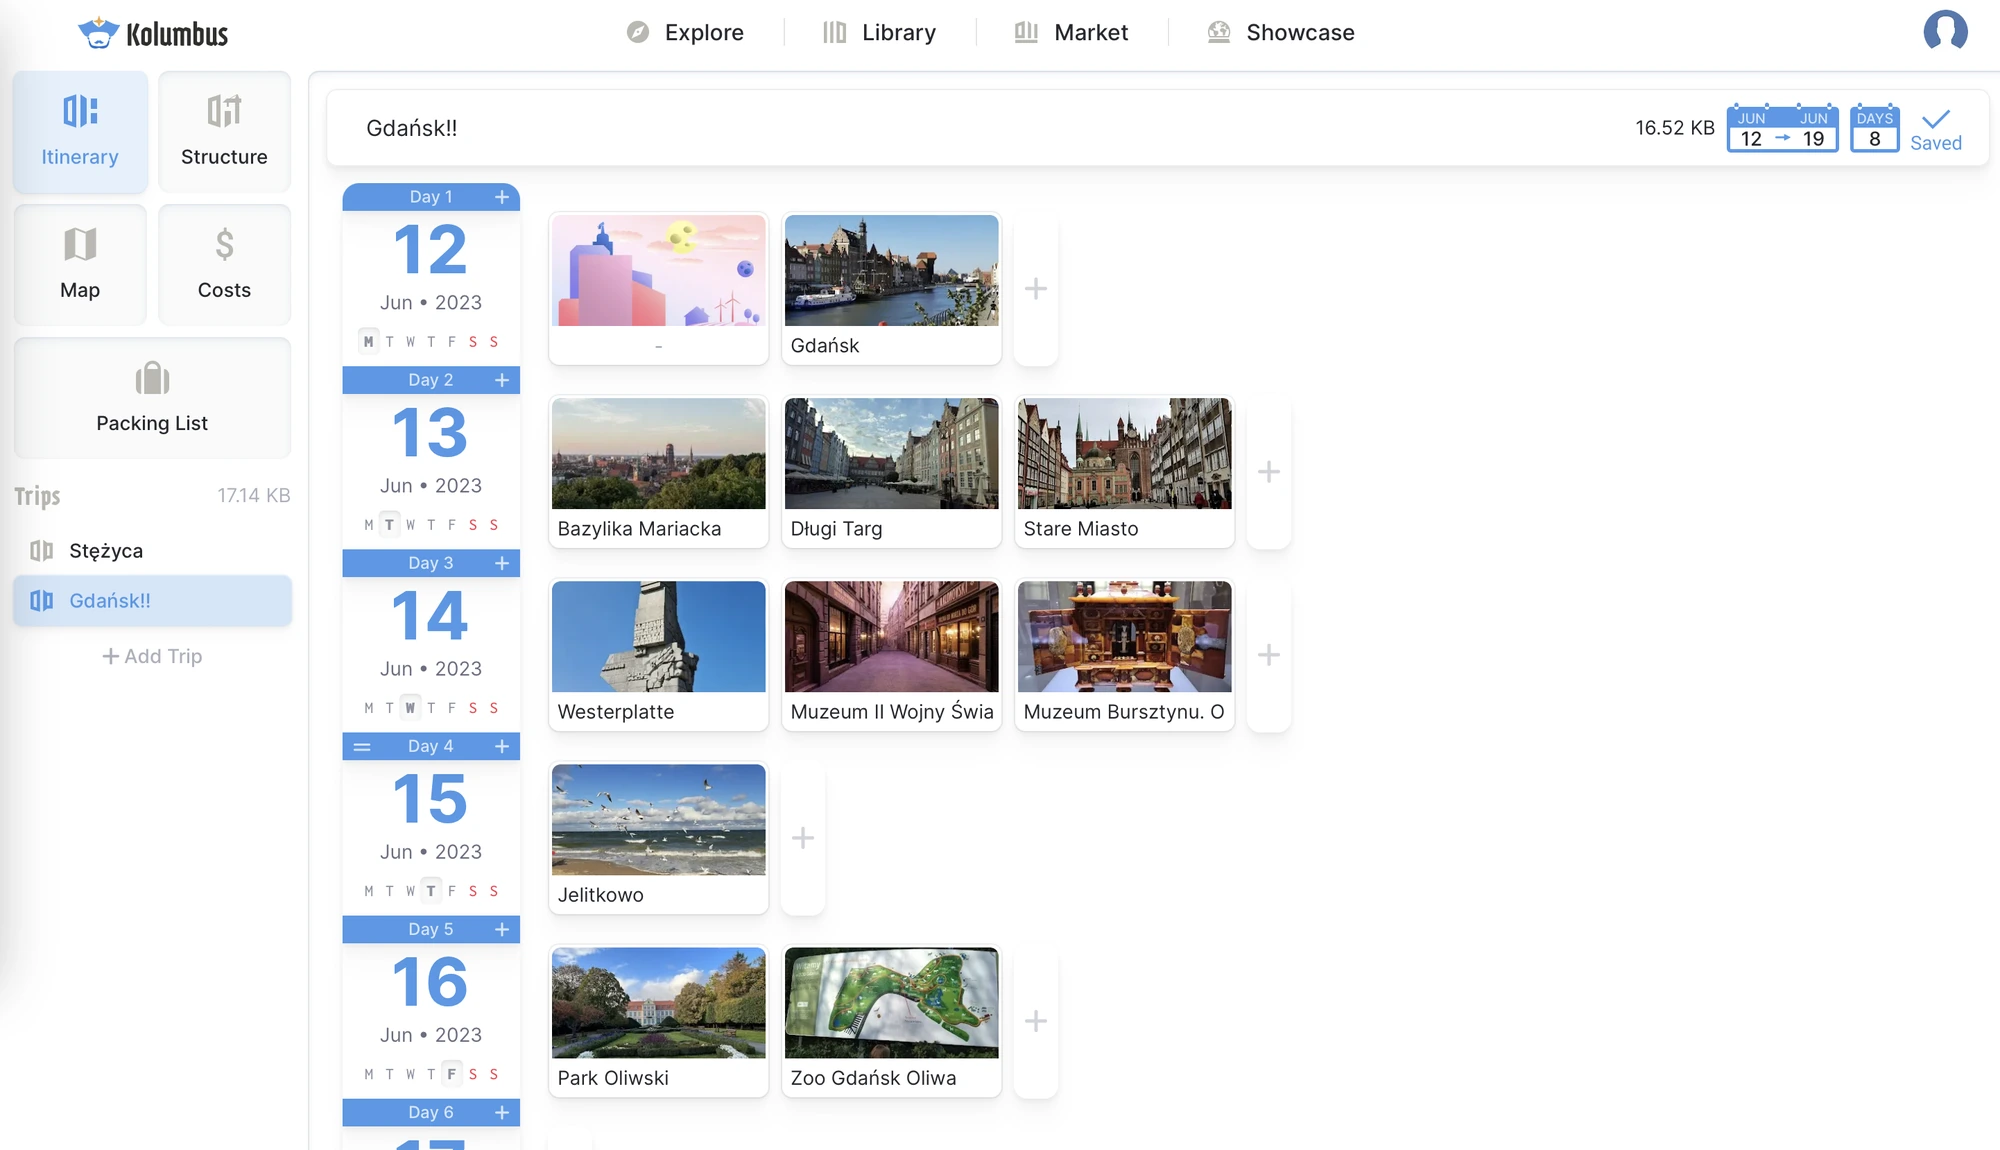 Kolumbus
Explore
Library
Market
Showcase
Itinerary
Structure
Map
Costs
Packing List
Trips 17.14 KB
Stężyca
Gdańsk!!
+ Add Trip
Gdańsk!!
16.52 KB
JUN JUN
12 → 19
DAYS
8
Saved
Day 1 +
12
Jun • 2023
M T W T F S S
-
Gdańsk
+
Day 2 +
13
Jun • 2023
M T W T F S S
Bazylika Mariacka
Długi Targ
Stare Miasto
+
Day 3 +
14
Jun • 2023
M T W T F S S
Westerplatte
Muzeum II Wojny Świa
Muzeum Bursztynu. O
+
Day 4 +
15
Jun • 2023
M T W T F S S
Jelitkowo
+
Day 5 +
16
Jun • 2023
M T W T F S S
Park Oliwski
Zoo Gdańsk Oliwa
+
Day 6 +